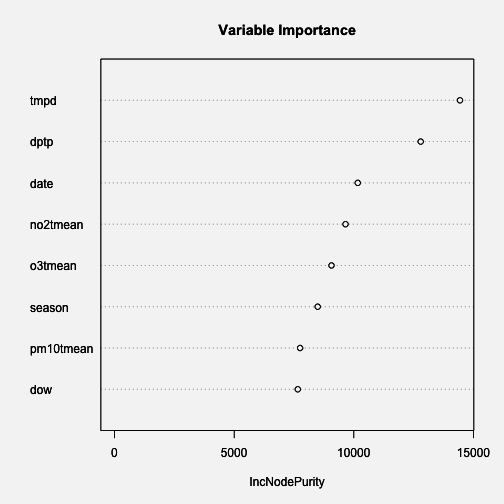 Variable Importance
tmpd
dptp
date
no2tmean
o3tmean
season
pm10tmean
dow
0 5000 10000 15000
IncNodePurity